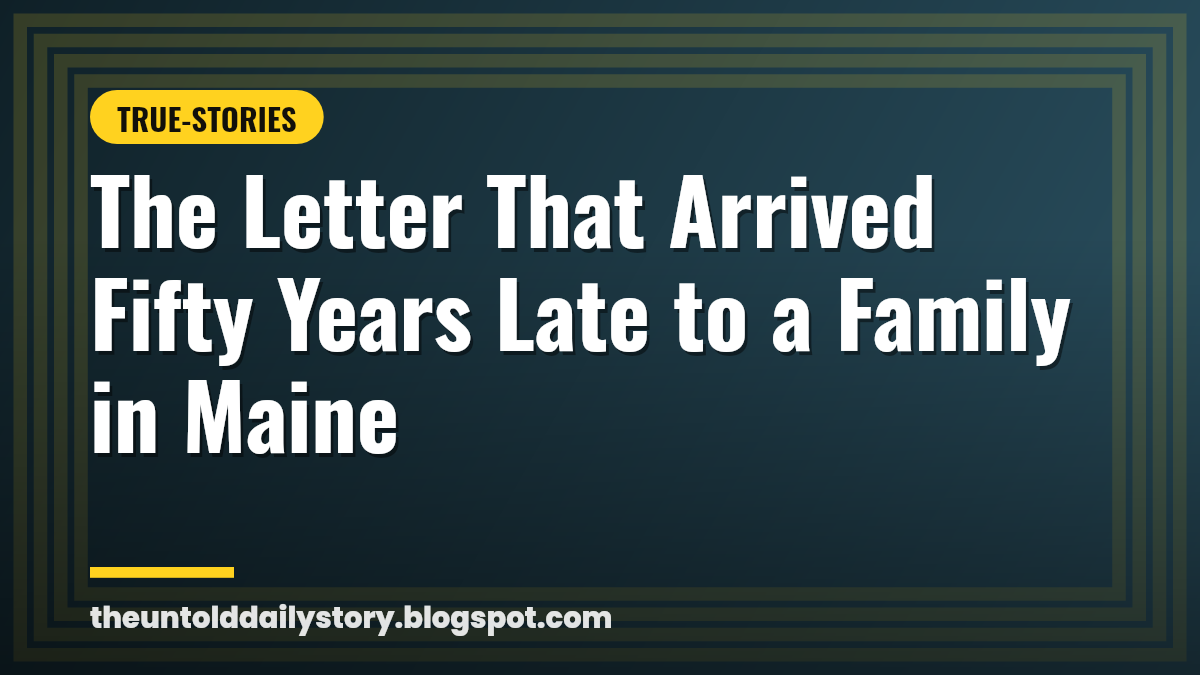 TRUE-STORIES
The Letter That Arrived
Fifty Years Late to a Family
in Maine
theuntolddailystory.blogspot.com